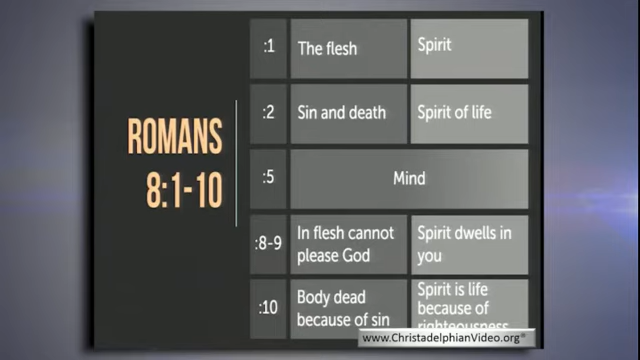 ROMANS
8:1-10
:1
The flesh
Spirit
:2
Sin and death
Spirit of life
:5
Mind
:8-9
In flesh cannot
please God
Spirit dwells in
you
:10
Body dead
because of sin
Spirit is life
because of
righteousness
www.ChristadelphianVideo.org®